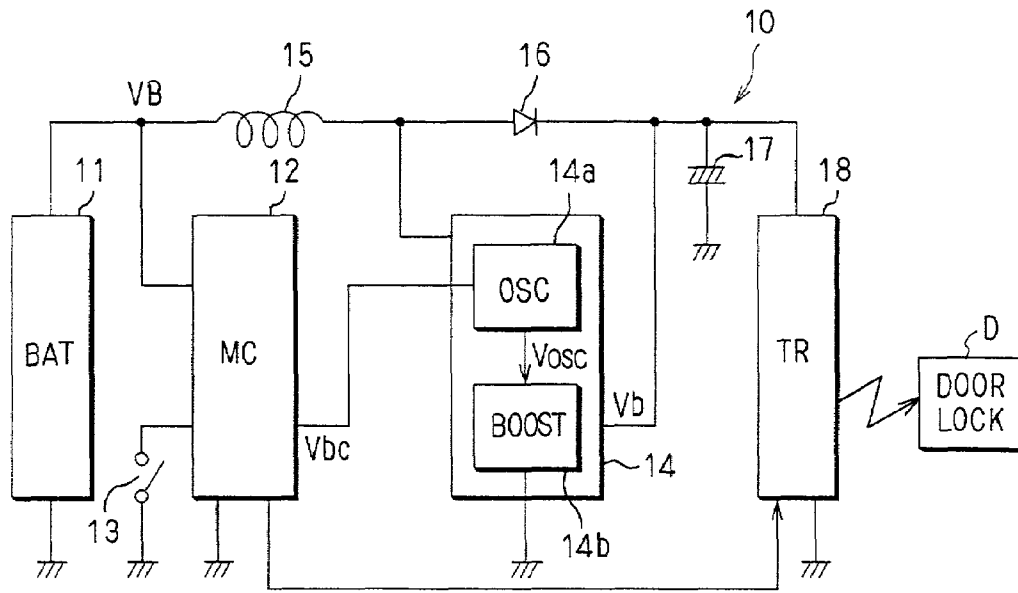 10
15
16
VB
17
11
12
14a
18
OSC
BAT
MC
VOSC
TR
D
DOOR
LOCK
BOOST
Vb
Vbc
14
13
14b